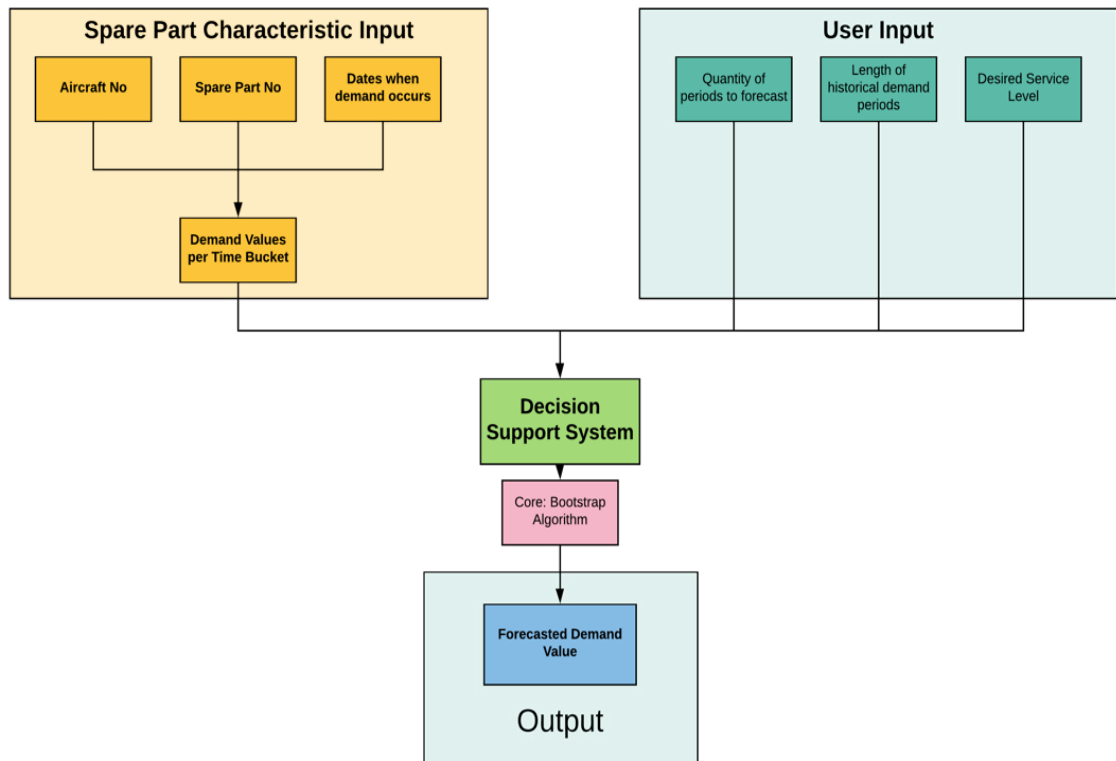 Spare Part Characteristic Input
Aircraft No
Spare Part No
Dates when
demand occurs
Demand Values
per Time Bucket
User Input
Quantity of
periods to forecast
Length of
historical demand
periods
Desired Service
Level
Decision
Support System
Core: Bootstrap
Algorithm
Forecasted Demand
Value
Output